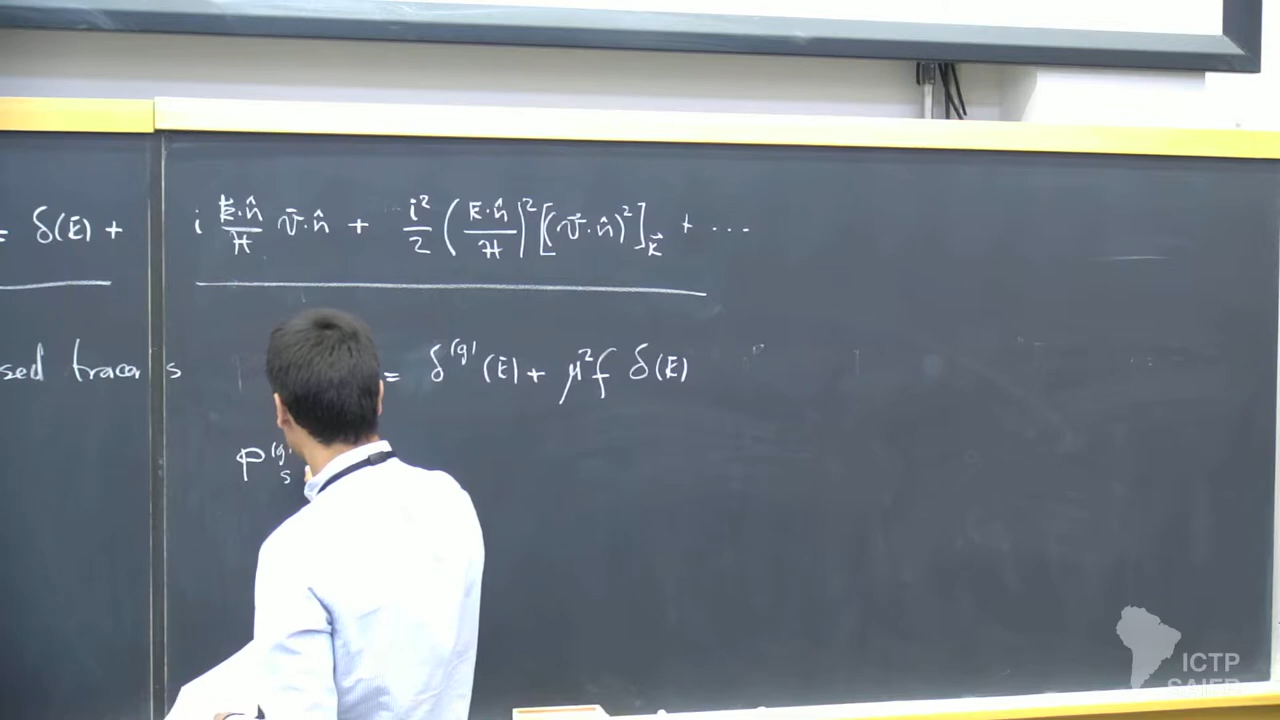 = δ(k̄) + i k̄·n̂/ℋ v̄·n̂ + i²/2 (k̄·n̂/ℋ)² [(v⃗·n̂)²]_k⃗ + ...
sed tracers = δ^(g)(k̄) + μ²f δ(k̄)
P_s^(g
ICTP
SAIFR